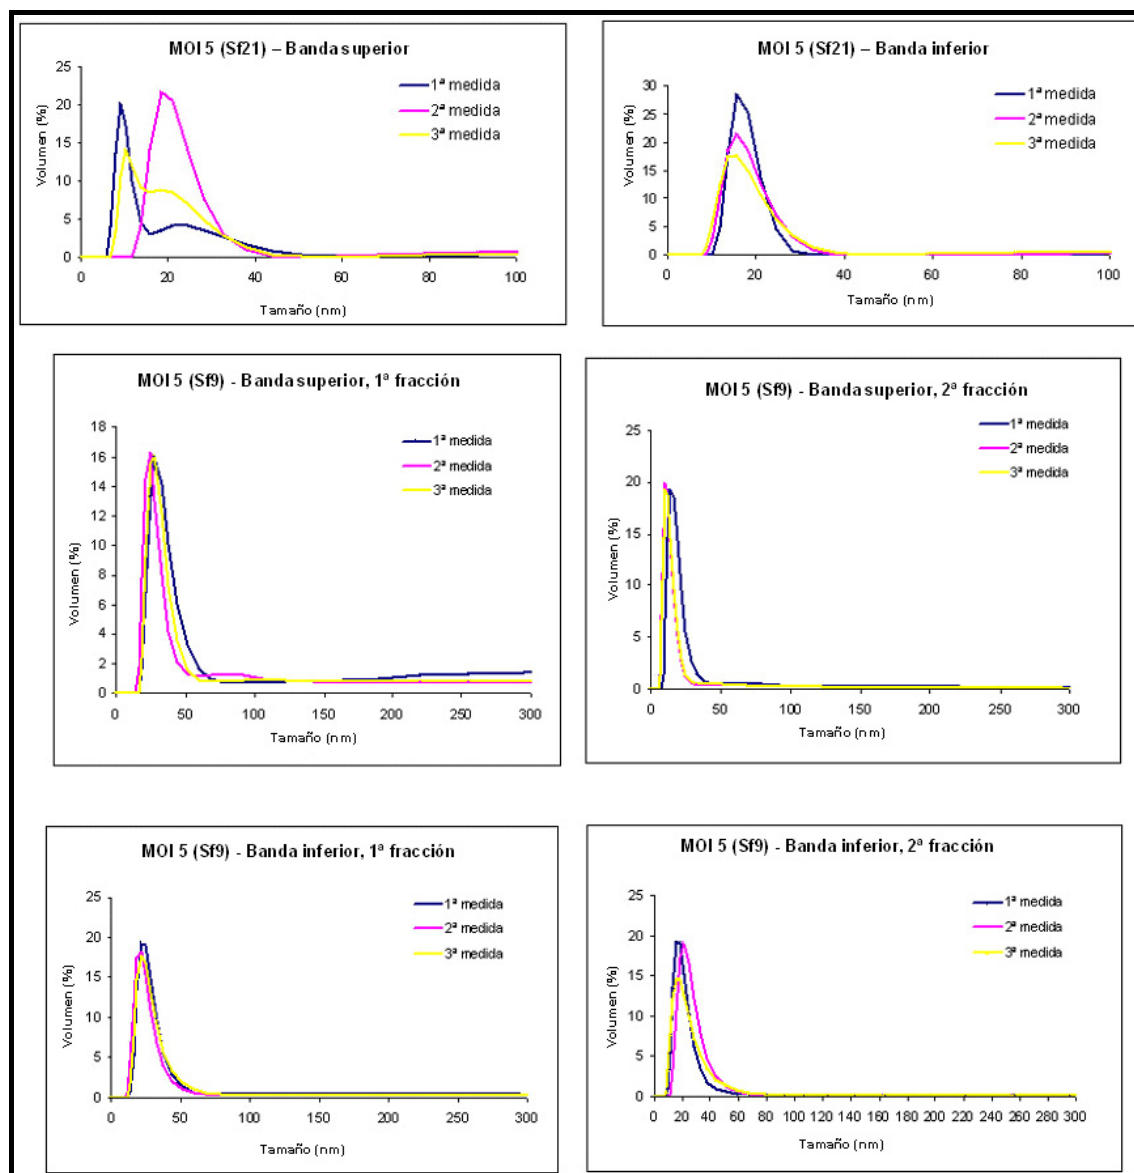 MOI 5 (Sf21) – Banda superior
25
20
15
10
5
0
Volumen (%)
0 20 40 60 80 100
Tamaño (nm)
1ª medida
2ª medida
3ª medida
MOI 5 (Sf21) – Banda inferior
30
25
20
15
10
5
0
Volumen (%)
0 20 40 60 80 100
Tamaño (nm)
1ª medida
2ª medida
3ª medida
MOI 5 (Sf9) - Banda superior, 1ª fracción
18
16
14
12
10
8
6
4
2
0
Volumen (%)
0 50 100 150 200 250 300
Tamaño (nm)
1ª medida
2ª medida
3ª medida
MOI 5 (Sf9) - Banda superior, 2ª fracción
25
20
15
10
5
0
Volumen (%)
0 50 100 150 200 250 300
Tamaño (nm)
1ª medida
2ª medida
3ª medida
MOI 5 (Sf9) - Banda inferior, 1ª fracción
25
20
15
10
5
0
Volumen (%)
0 50 100 150 200 250 300
Tamaño (nm)
1ª medida
2ª medida
3ª medida
MOI 5 (Sf9) - Banda inferior, 2ª fracción
25
20
15
10
5
0
Volumen (%)
0 20 40 60 80 100 120 140 160 180 200 220 240 260 280 300
Tamaño (nm)
1ª medida
2ª medida
3ª medida